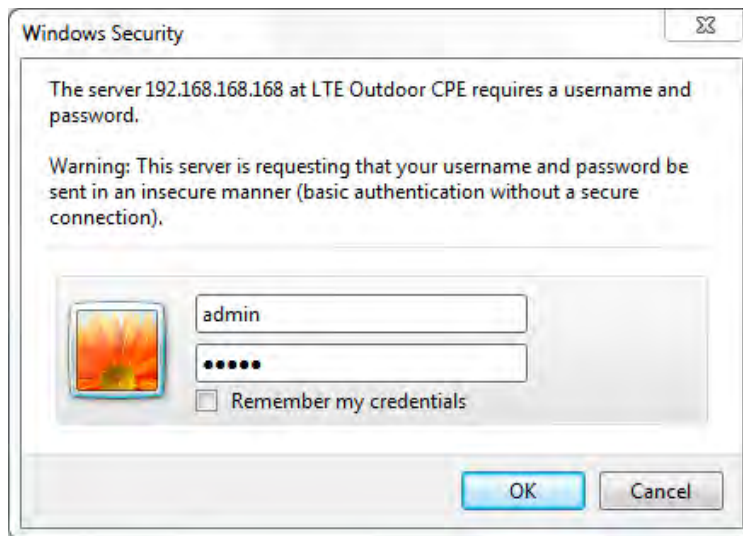 Windows Security
The server 192.168.168.168 at LTE Outdoor CPE requires a username and
password.
Warning: This server is requesting that your username and password be
sent in an insecure manner (basic authentication without a secure
connection).
admin
●●●●●
Remember my credentials
OK
Cancel